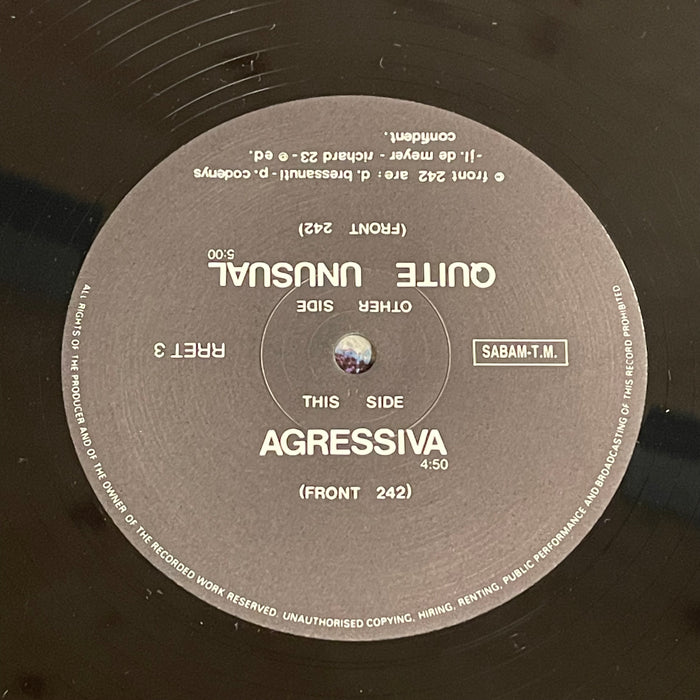 ℗ front 242 are: d. bressanuti - p. codenys
-jl. de meyer - richard 23 ℗ ed.
confident.
(FRONT 242)
QUITE UNUSUAL
5:00
OTHER SIDE
RRET 3
SABAM-T.M.
THIS SIDE
AGRESSIVA
4:50
(FRONT 242)
ALL RIGHTS OF THE PRODUCER AND OF THE OWNER OF THE RECORDED WORK RESERVED. UNAUTHORISED COPYING, HIRING, RENTING, PUBLIC PERFORMANCE AND BROADCASTING OF THIS RECORD PROHIBITED